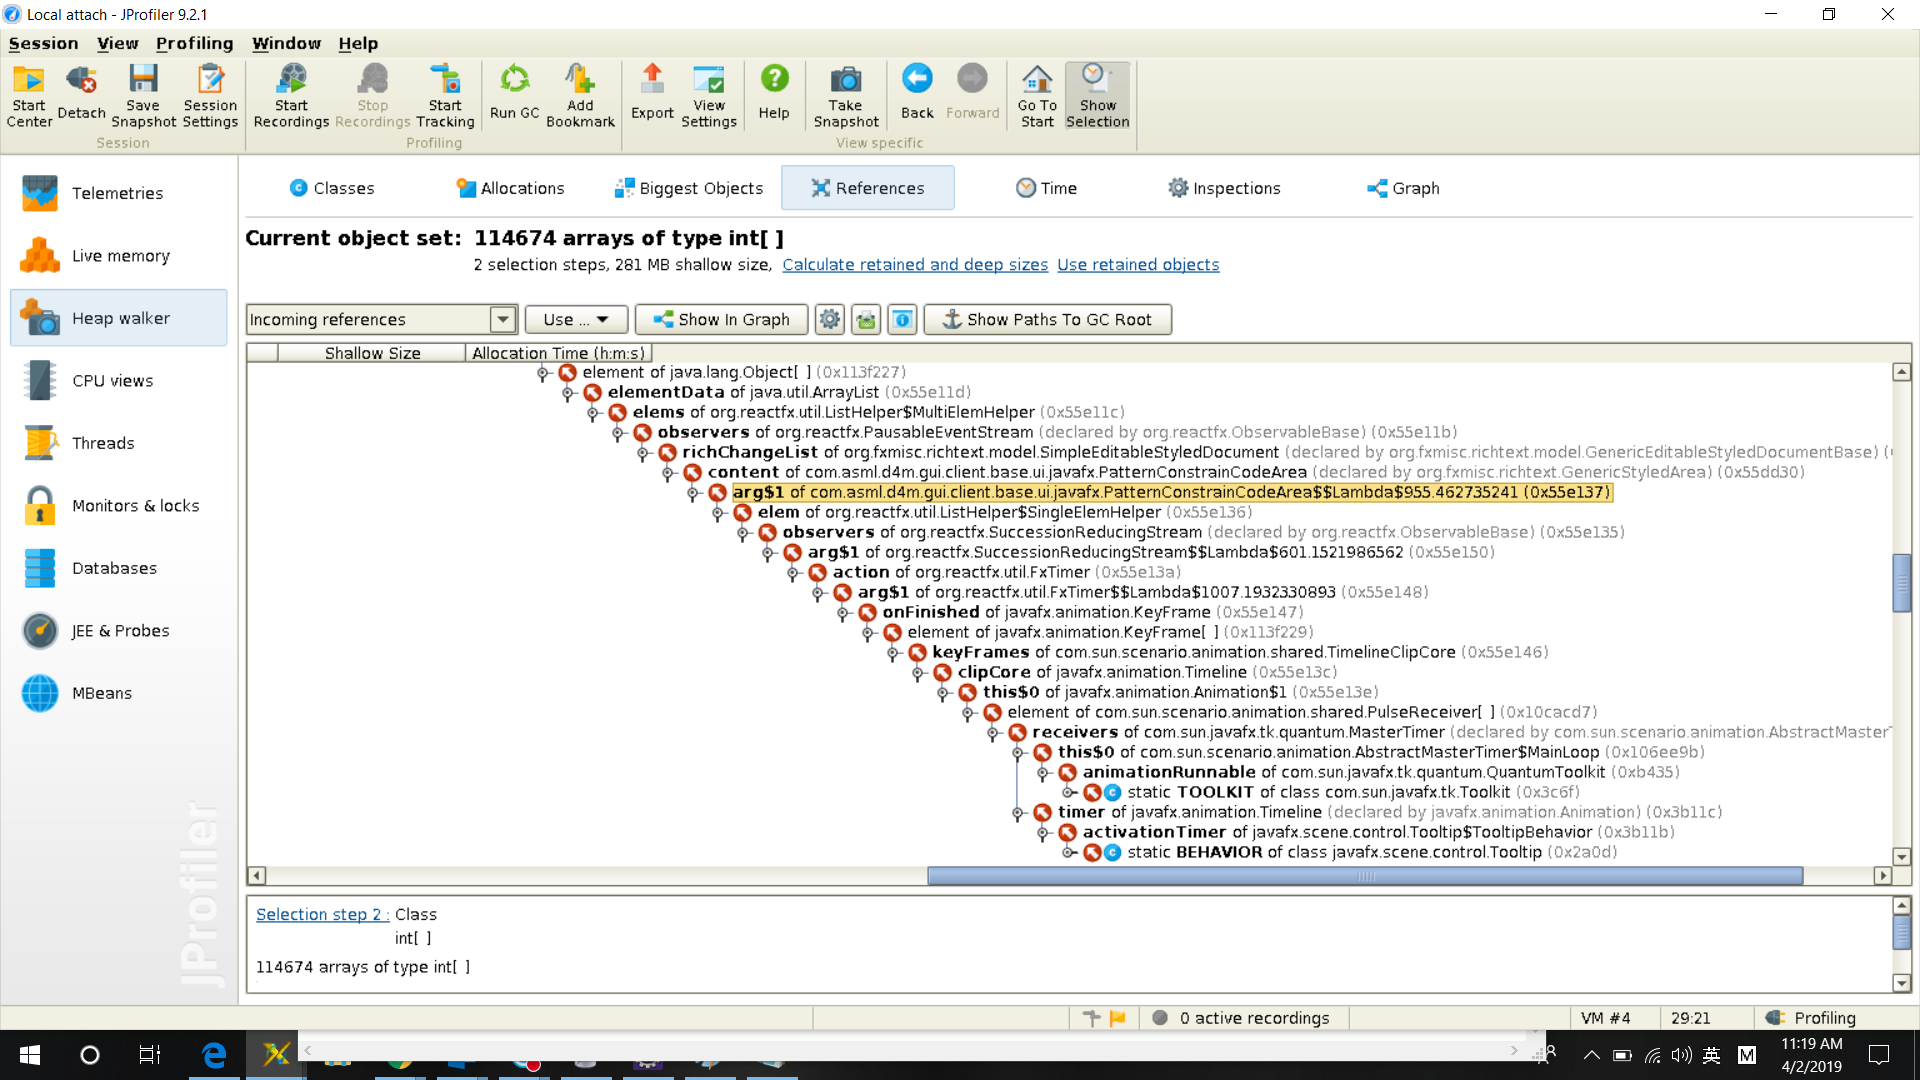 Local attach - JProfiler 9.2.1
Session View Profiling Window Help
Start Center
Detach
Save Snapshot
Session Settings
Start Recordings
Stop Recordings
Start Tracking
Run GC
Add Bookmark
Export
View Settings
Help
Take Snapshot
Back
Forward
Go To Start
Show Selection
Session
Profiling
View specific
Telemetries
Live memory
Heap walker
CPU views
Threads
Monitors & locks
Databases
JEE & Probes
MBeans
JProfiler
Classes
Allocations
Biggest Objects
References
Time
Inspections
Graph
Current object set: 114674 arrays of type int[ ]
2 selection steps, 281 MB shallow size, Calculate retained and deep sizes Use retained objects
Incoming references
Use ...
Show In Graph
Show Paths To GC Root
Shallow Size
Allocation Time (h:m:s)
element of java.lang.Object[ ] (0x113f227)
elementData of java.util.ArrayList (0x55e11d)
elems of org.reactfx.util.ListHelper$MultiElemHelper (0x55e11c)
observers of org.reactfx.PausableEventStream (declared by org.reactfx.ObservableBase) (0x55e11b)
richChangeList of org.fxmisc.richtext.model.SimpleEditableStyledDocument (declared by org.fxmisc.richtext.model.GenericEditableStyledDocumentBase)
content of com.asml.d4m.gui.client.base.ui.javafx.PatternConstrainCodeArea (declared by org.fxmisc.richtext.GenericStyledArea) (0x55dd30)
arg$1 of com.asml.d4m.gui.client.base.ui.javafx.PatternConstrainCodeArea$$Lambda$955.462735241 (0x55e137)
elem of org.reactfx.util.ListHelper$SingleElemHelper (0x55e136)
observers of org.reactfx.SuccessionReducingStream (declared by org.reactfx.ObservableBase) (0x55e135)
arg$1 of org.reactfx.SuccessionReducingStream$$Lambda$601.1521986562 (0x55e150)
action of org.reactfx.util.FxTimer (0x55e13a)
arg$1 of org.reactfx.util.FxTimer$$Lambda$1007.1932330893 (0x55e148)
onFinished of javafx.animation.KeyFrame (0x55e147)
element of javafx.animation.KeyFrame[ ] (0x113f229)
keyFrames of com.sun.scenario.animation.shared.TimelineClipCore (0x55e146)
clipCore of javafx.animation.Timeline (0x55e13c)
this$0 of javafx.animation.Animation$1 (0x55e13e)
element of com.sun.scenario.animation.shared.PulseReceiver[ ] (0x10cacd7)
receivers of com.sun.javafx.tk.quantum.MasterTimer (declared by com.sun.scenario.animation.AbstractMaster
this$0 of com.sun.scenario.animation.AbstractMasterTimer$MainLoop (0x106ee9b)
animationRunnable of com.sun.javafx.tk.quantum.QuantumToolkit (0xb435)
static TOOLKIT of class com.sun.javafx.tk.Toolkit (0x3c6f)
timer of javafx.animation.Timeline (declared by javafx.animation.Animation) (0x3b11c)
activationTimer of javafx.scene.control.Tooltip$TooltipBehavior (0x3b11b)
static BEHAVIOR of class javafx.scene.control.Tooltip (0x2a0d)
Selection step 2 : Class
int[ ]
114674 arrays of type int[ ]
0 active recordings
VM #4
29:21
Profiling
英
M
11:19 AM
4/2/2019